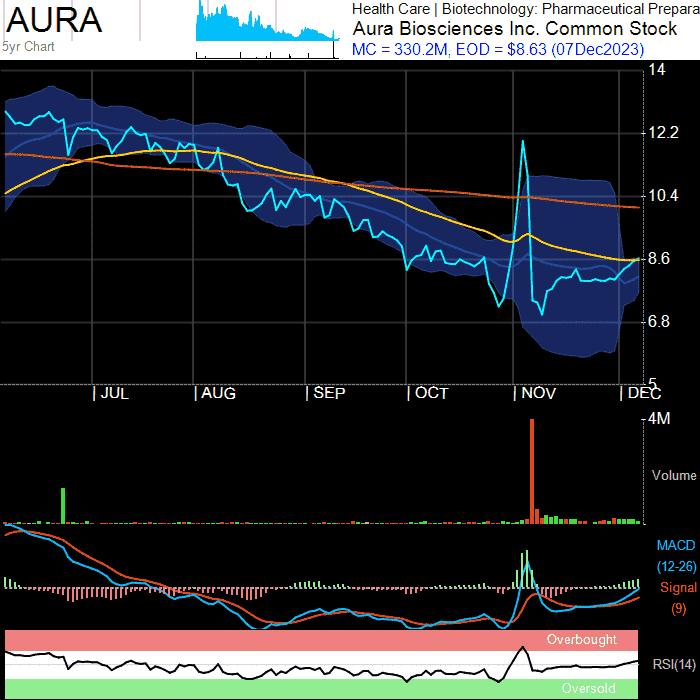 AURA
5yr Chart
Health Care | Biotechnology: Pharmaceutical Prepara
Aura Biosciences Inc. Common Stock
MC = 330.2M, EOD = $8.63 (07Dec2023)
14
12.2
10.4
8.6
6.8
5
| JUL | AUG | SEP | OCT | NOV | DEC
4M
Volume
MACD
(12-26)
Signal
(9)
Overbought
RSI(14)
Oversold